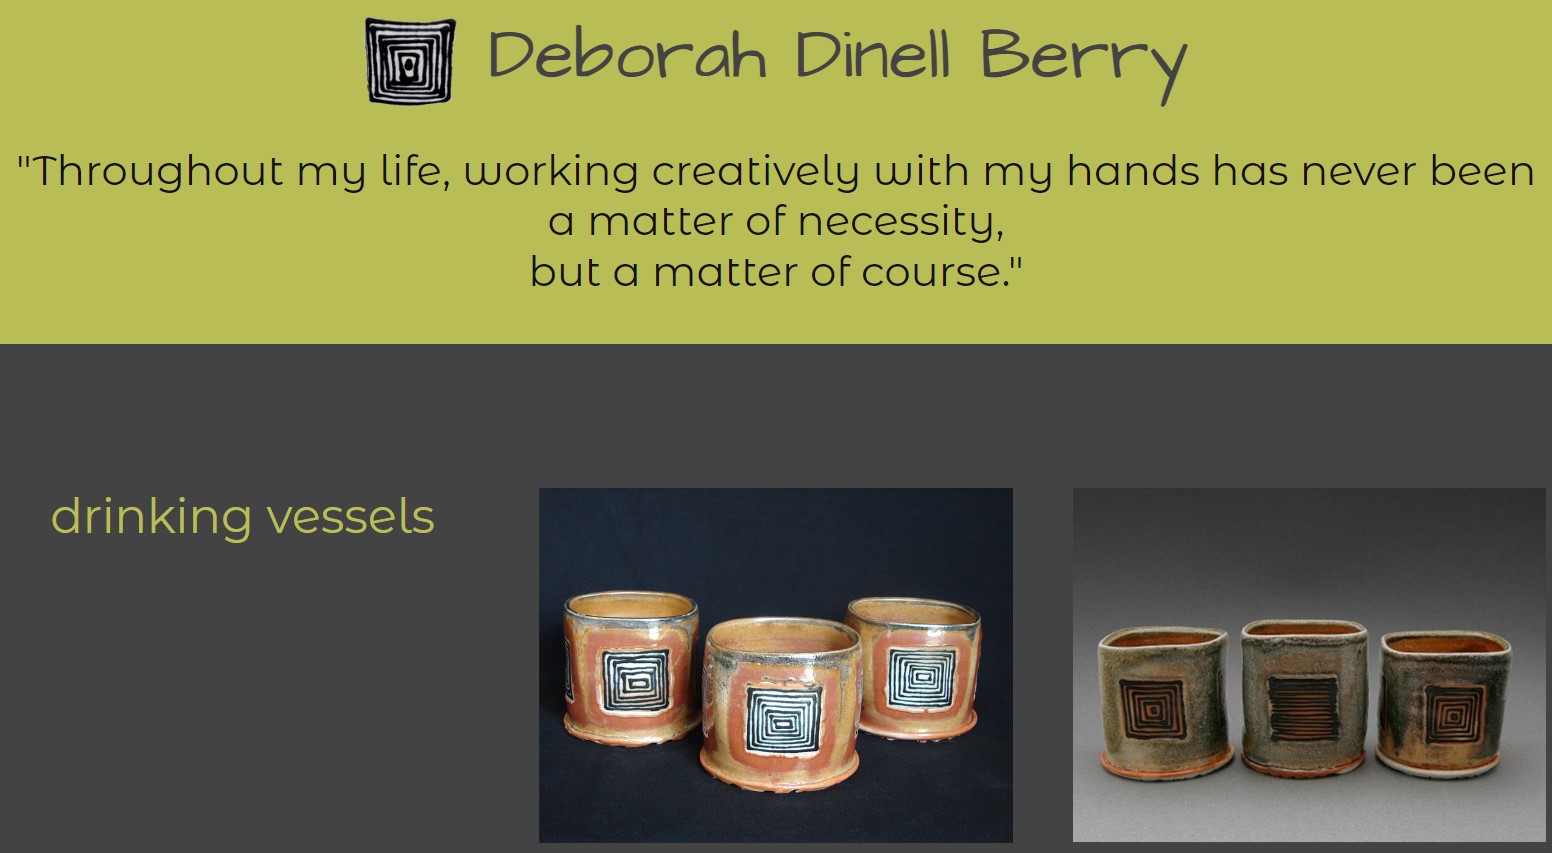 Deborah Dinell Berry
"Throughout my life, working creatively with my hands has never been
a matter of necessity,
but a matter of course."
drinking vessels